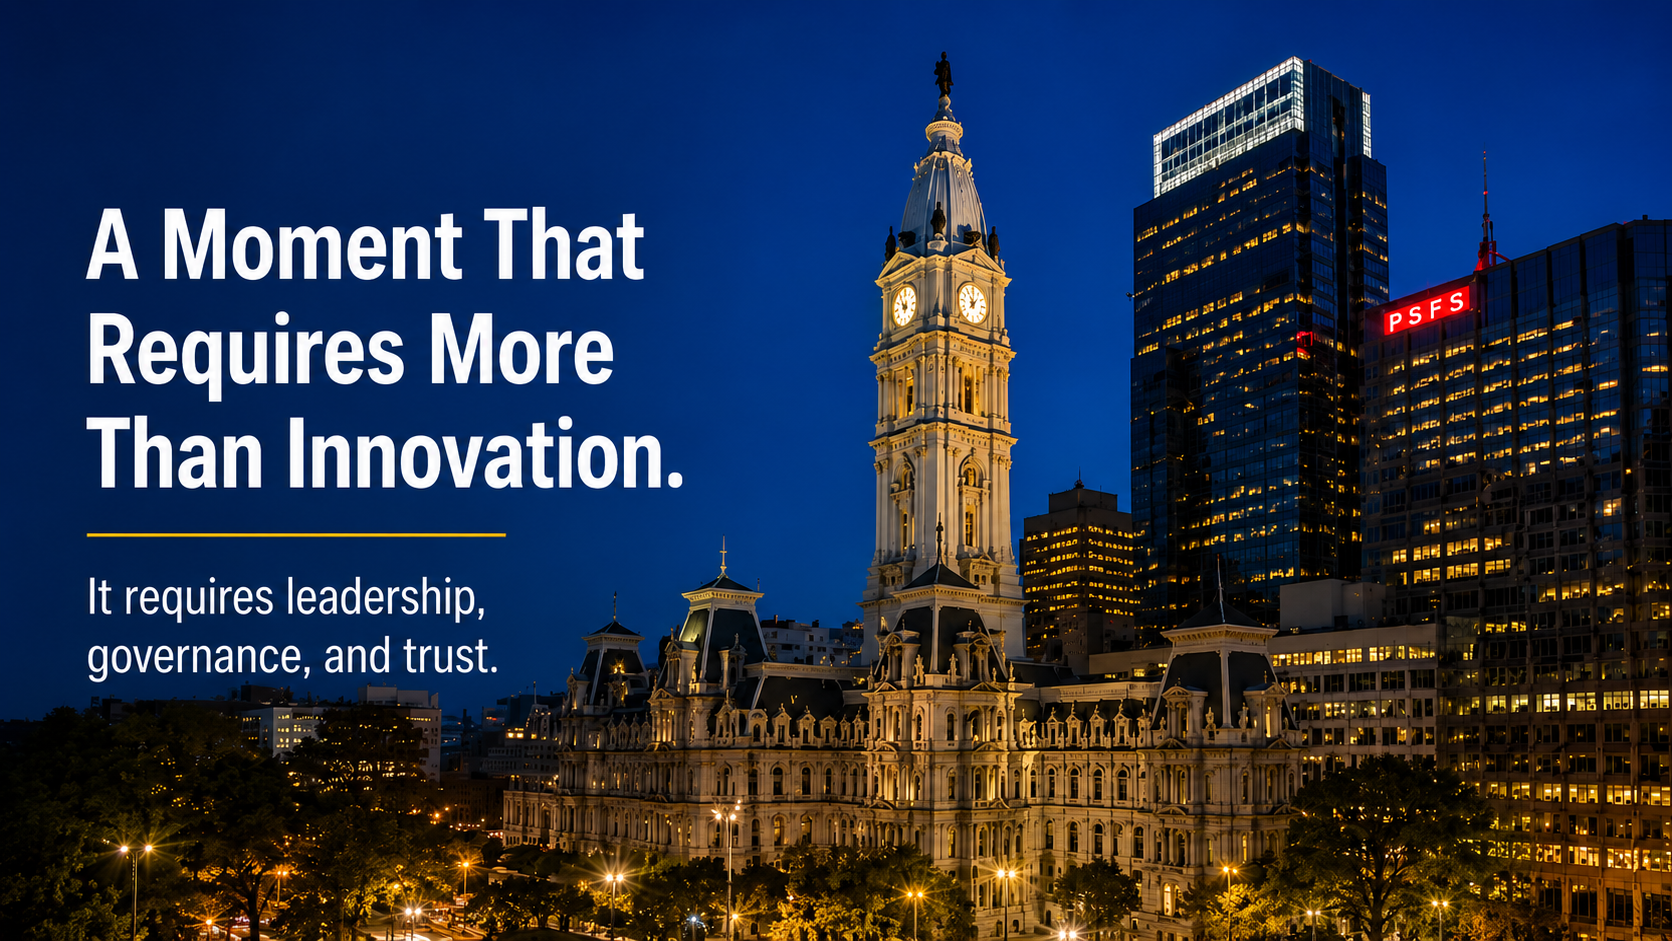 A Moment That
Requires More
Than Innovation.
It requires leadership,
governance, and trust.
PSFS